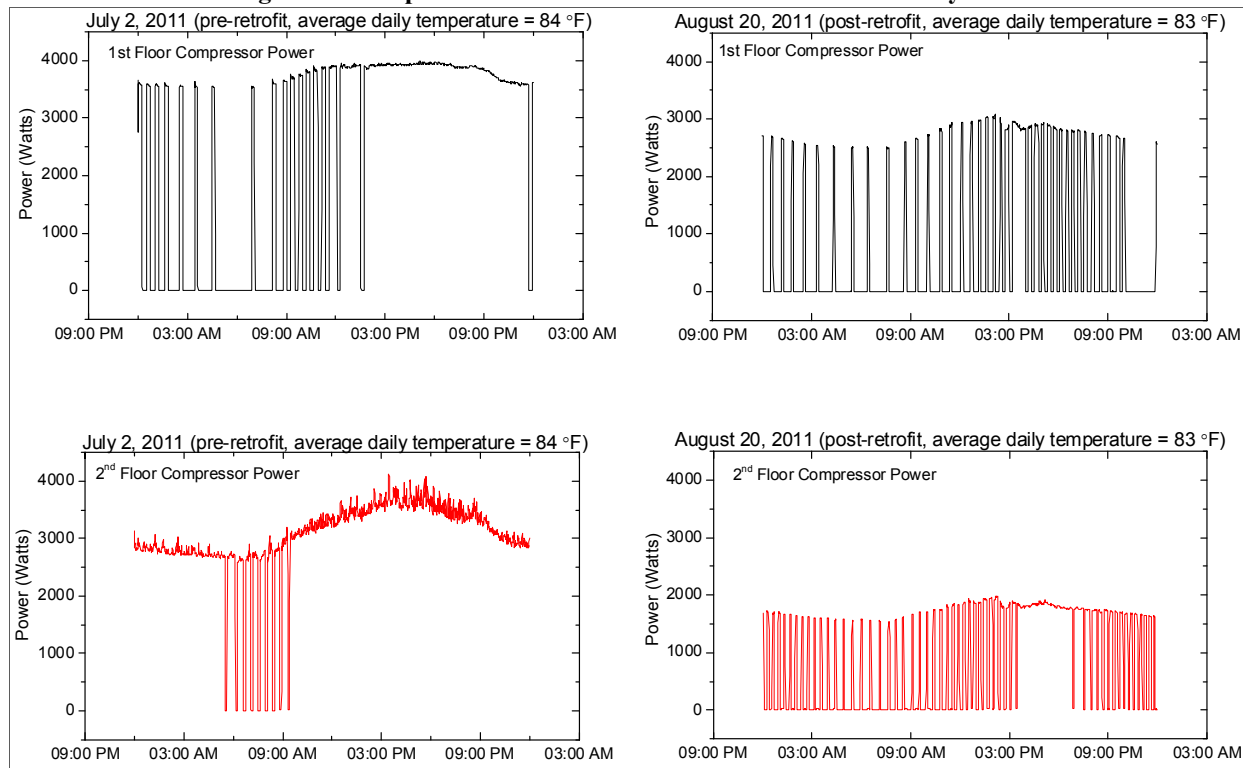 July 2, 2011 (pre-retrofit, average daily temperature = 84 °F)
1st Floor Compressor Power
Power (Watts)
4000
3000
2000
1000
0
09:00 PM 03:00 AM 09:00 AM 03:00 PM 09:00 PM 03:00 AM
August 20, 2011 (post-retrofit, average daily temperature = 83 °F)
1st Floor Compressor Power
Power (Watts)
4000
3000
2000
1000
0
09:00 PM 03:00 AM 09:00 AM 03:00 PM 09:00 PM 03:00 AM
July 2, 2011 (pre-retrofit, average daily temperature = 84 °F)
2nd Floor Compressor Power
Power (Watts)
4000
3000
2000
1000
0
09:00 PM 03:00 AM 09:00 AM 03:00 PM 09:00 PM 03:00 AM
August 20, 2011 (post-retrofit, average daily temperature = 83 °F)
2nd Floor Compressor Power
Power (Watts)
4000
3000
2000
1000
0
09:00 PM 03:00 AM 09:00 AM 03:00 PM 09:00 PM 03:00 AM